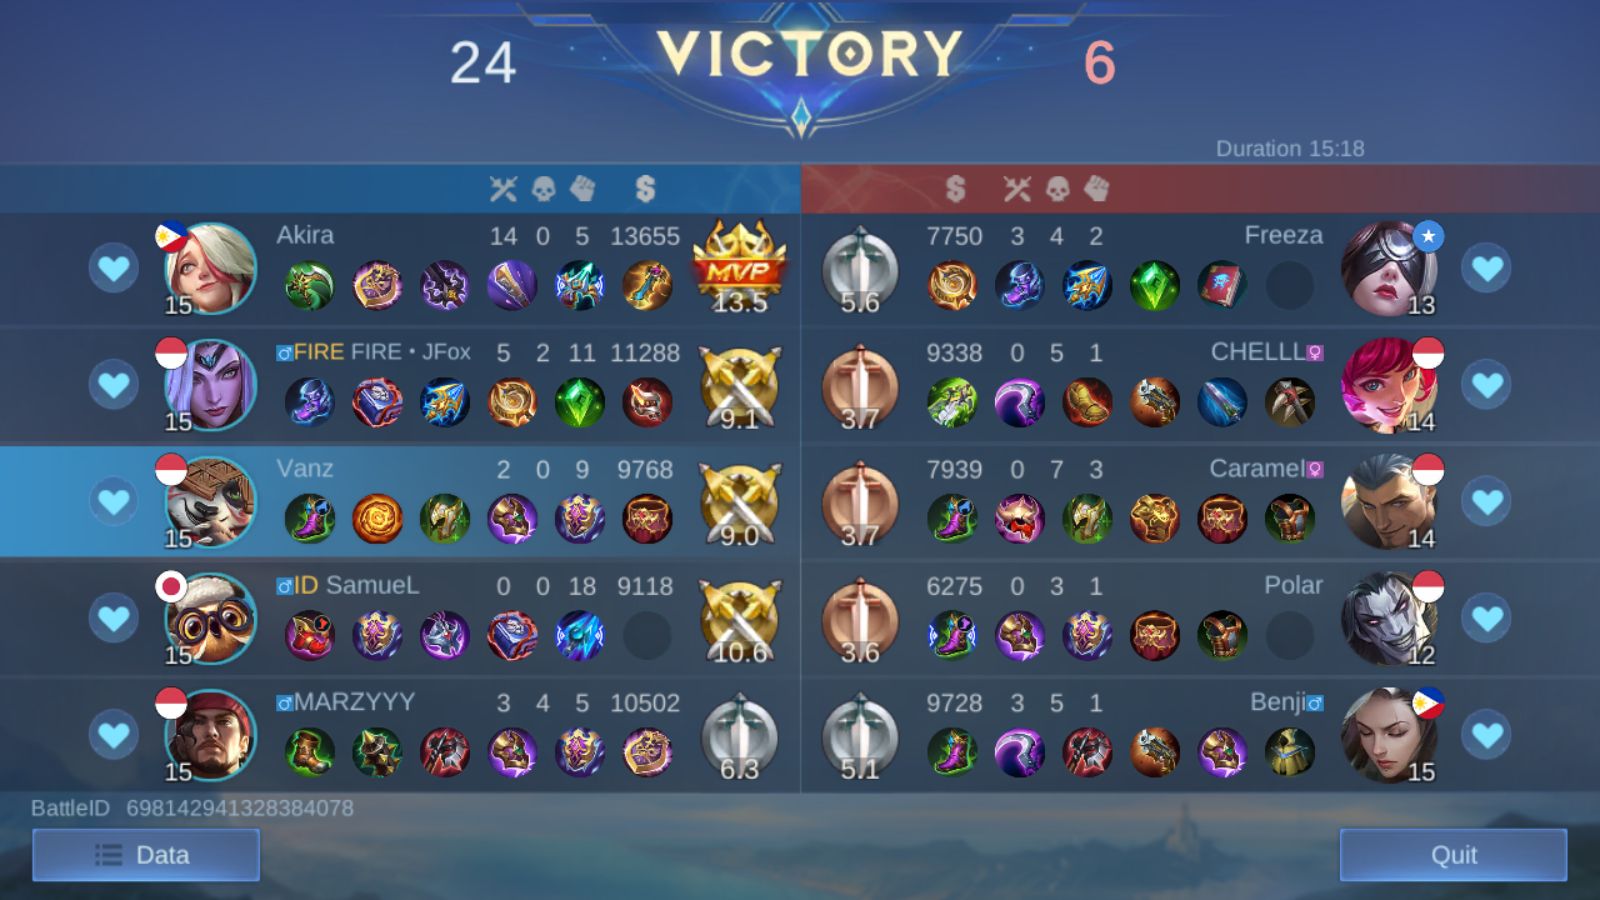 24 VICTORY 6
Duration 15:18
Akira 14 0 5 13655 MVP 13.5 15
5.6 7750 3 4 2 Freeza 13
FIRE FIRE • JFox 5 2 11 11288 9.1 15
3.7 9338 0 5 1 CHELLL 14
Vanz 2 0 9 9768 9.0 15
3.7 7939 0 7 3 Caramel 14
ID SamueL 0 0 18 9118 10.6 15
3.6 6275 0 3 1 Polar 12
MARZYYY 3 4 5 10502 6.3 15
5.1 9728 3 5 1 Benji 15
BattleID 698142941328384078
Data
Quit